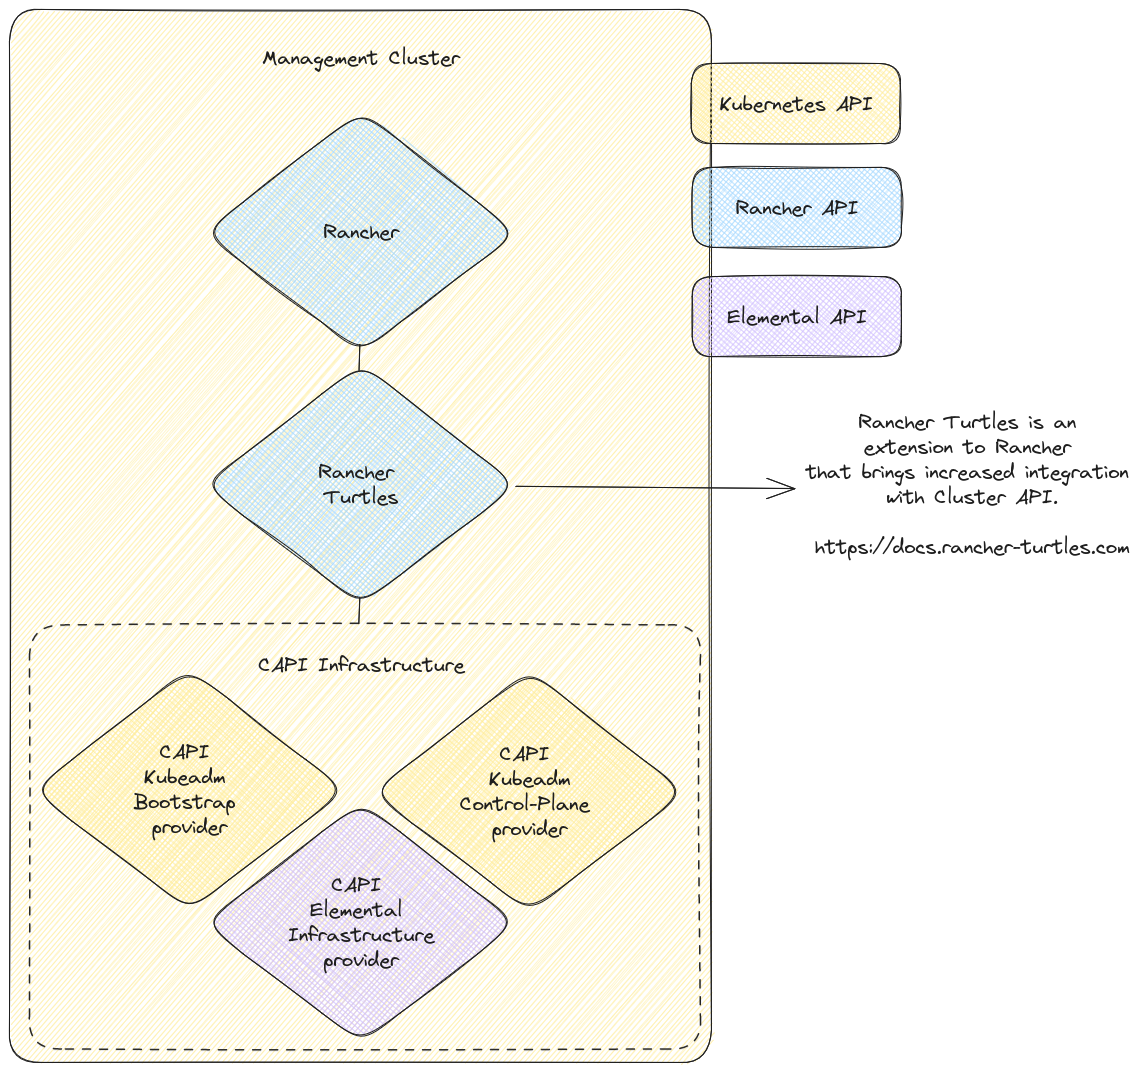 Management Cluster
Kubernetes API
Rancher API
Rancher
Elemental API
Rancher Turtles is an
extension to Rancher
that brings increased integration
with Cluster API.
https://docs.rancher-turtles.com
Rancher
Turtles
CAPI Infrastructure
CAPI
Kubeadm
Bootstrap
provider
CAPI
Kubeadm
Control-Plane
provider
CAPI
Elemental
Infrastructure
provider